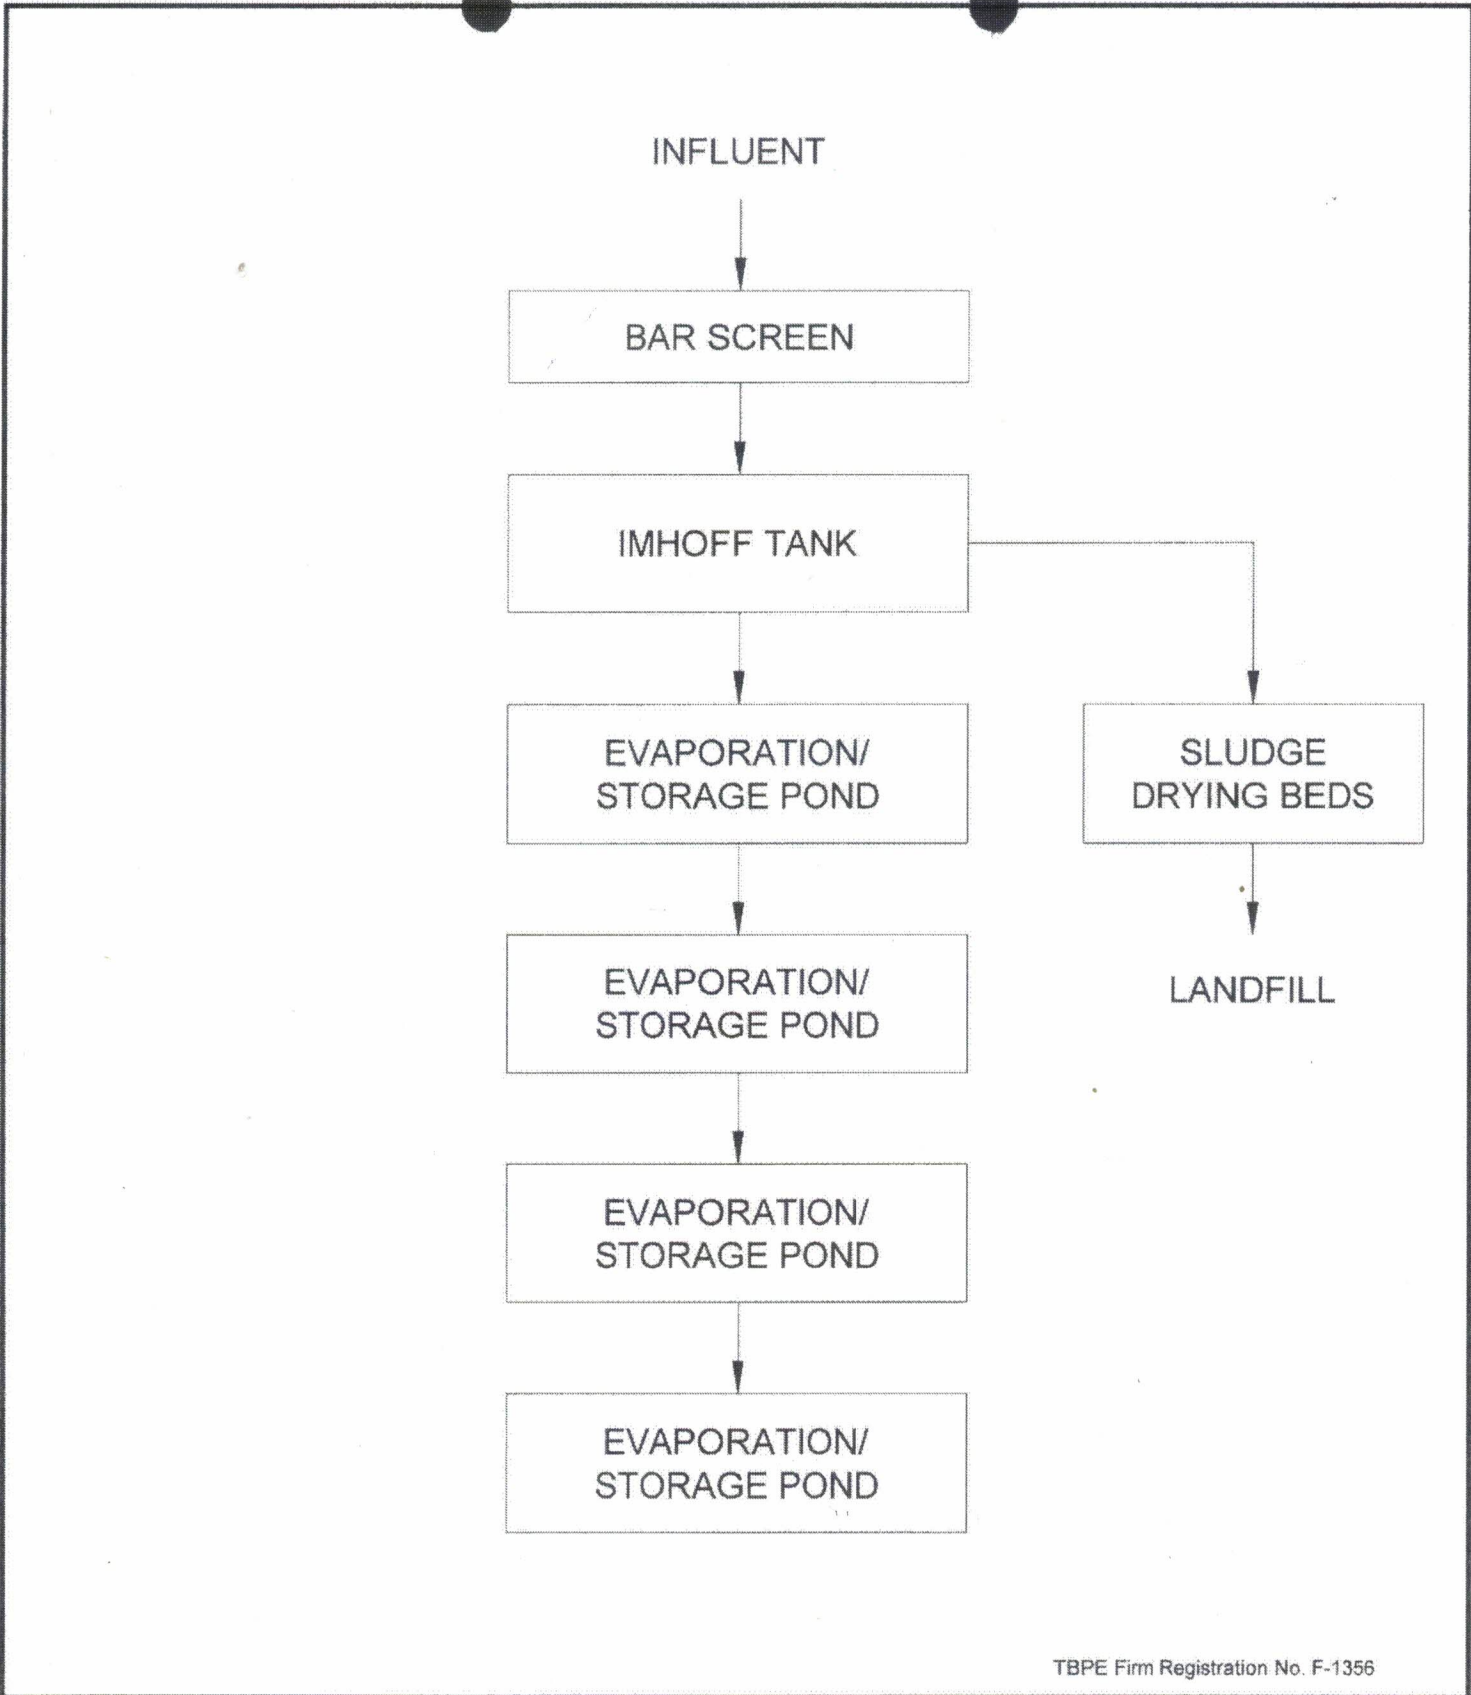 INFLUENT
BAR SCREEN
IMHOFF TANK
EVAPORATION/
STORAGE POND
SLUDGE
DRYING BEDS
EVAPORATION/
STORAGE POND
LANDFILL
EVAPORATION/
STORAGE POND
EVAPORATION/
STORAGE POND
TBPE Firm Registration No. F-1356